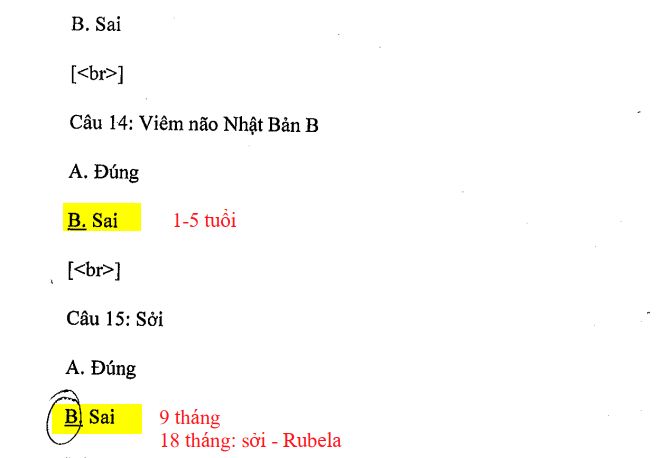 B. Sai
[<br>]
Câu 14: Viêm não Nhật Bản B
A. Đúng
B. Sai 1-5 tuổi
[<br>]
Câu 15: Sởi
A. Đúng
B. Sai 9 tháng
18 tháng: sởi - Rubela